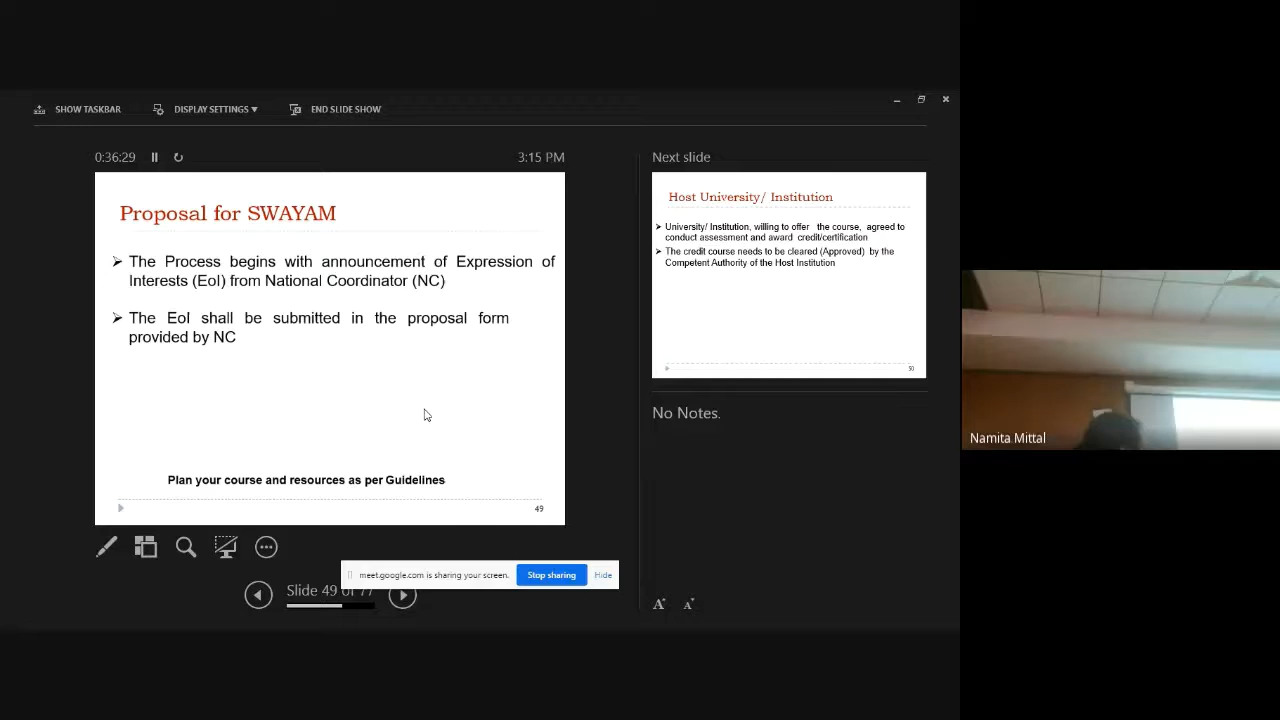 SHOW TASKBAR
DISPLAY SETTINGS ▾
END SLIDE SHOW
0:36:29
3:15 PM
Proposal for SWAYAM
➢ The Process begins with announcement of Expression of
Interests (EoI) from National Coordinator (NC)
➢ The EoI shall be submitted in the proposal form
provided by NC
Plan your course and resources as per Guidelines
49
meet.google.com is sharing your screen.
Stop sharing
Hide
Slide 49 of 77
Next slide
Host University/ Institution
➢ University/ Institution, willing to offer the course, agreed to
conduct assessment and award credit/certification
➢ The credit course needs to be cleared (Approved) by the
Competent Authority of the Host Institution
50
No Notes.
A A
Namita Mittal